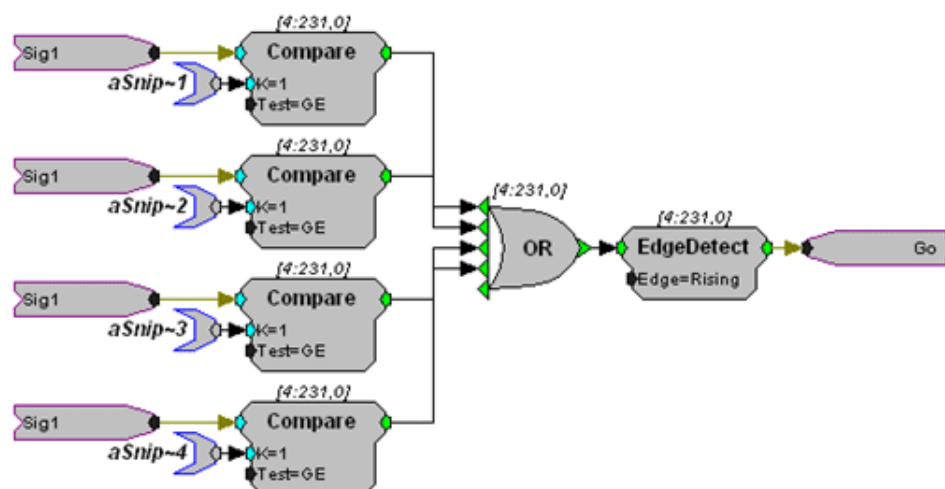 [4:231,0]
Sig1
Compare
aSnip~1
K=1
Test=GE
[4:231,0]
Sig1
Compare
aSnip~2
K=1
Test=GE
[4:231,0]
[4:231,0]
OR
EdgeDetect
Go
Edge=Rising
[4:231,0]
Sig1
Compare
aSnip~3
K=1
Test=GE
[4:231,0]
Sig1
Compare
aSnip~4
K=1
Test=GE